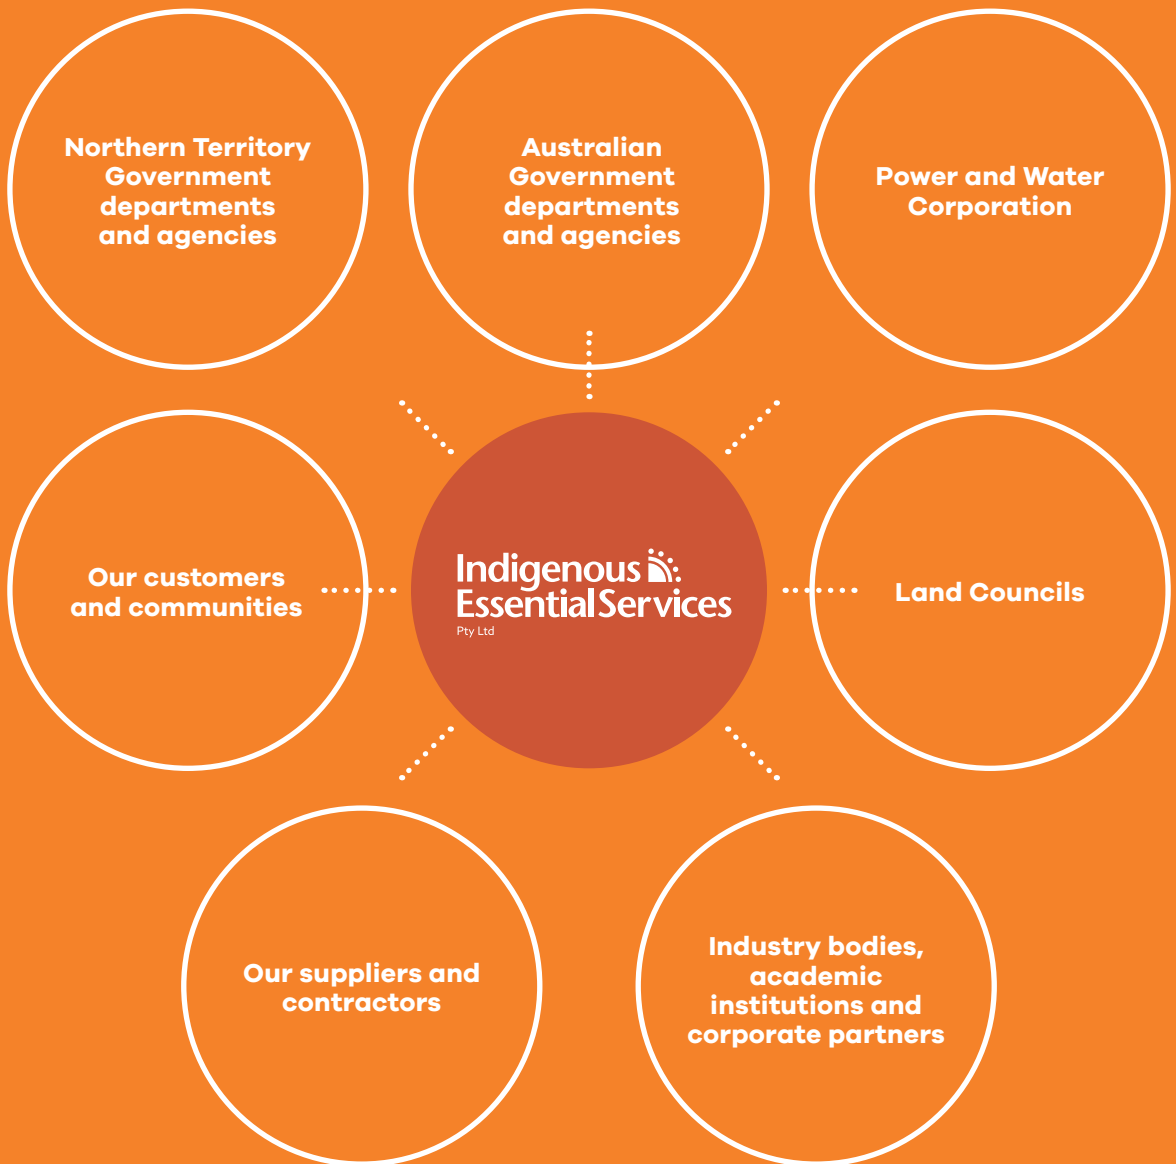 Northern Territory
Government
departments
and agencies
Australian
Government
departments
and agencies
Power and Water
Corporation
Our customers
and communities
Indigenous
Essential Services
Pty Ltd
Land Councils
Our suppliers and
contractors
Industry bodies,
academic
institutions and
corporate partners